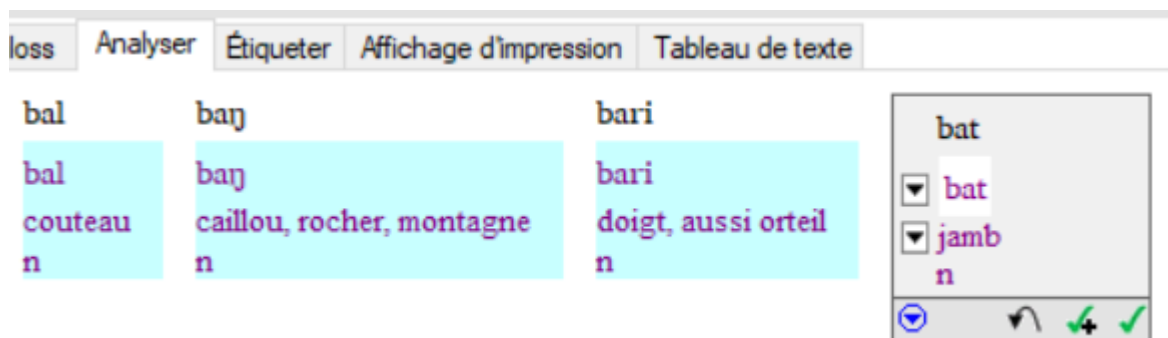 loss Analyser Étiqueter Affichage d'impression Tableau de texte
bal baŋ bari bat
bal baŋ bari bat
couteau caillou, rocher, montagne doigt, aussi orteil jamb
n n n n